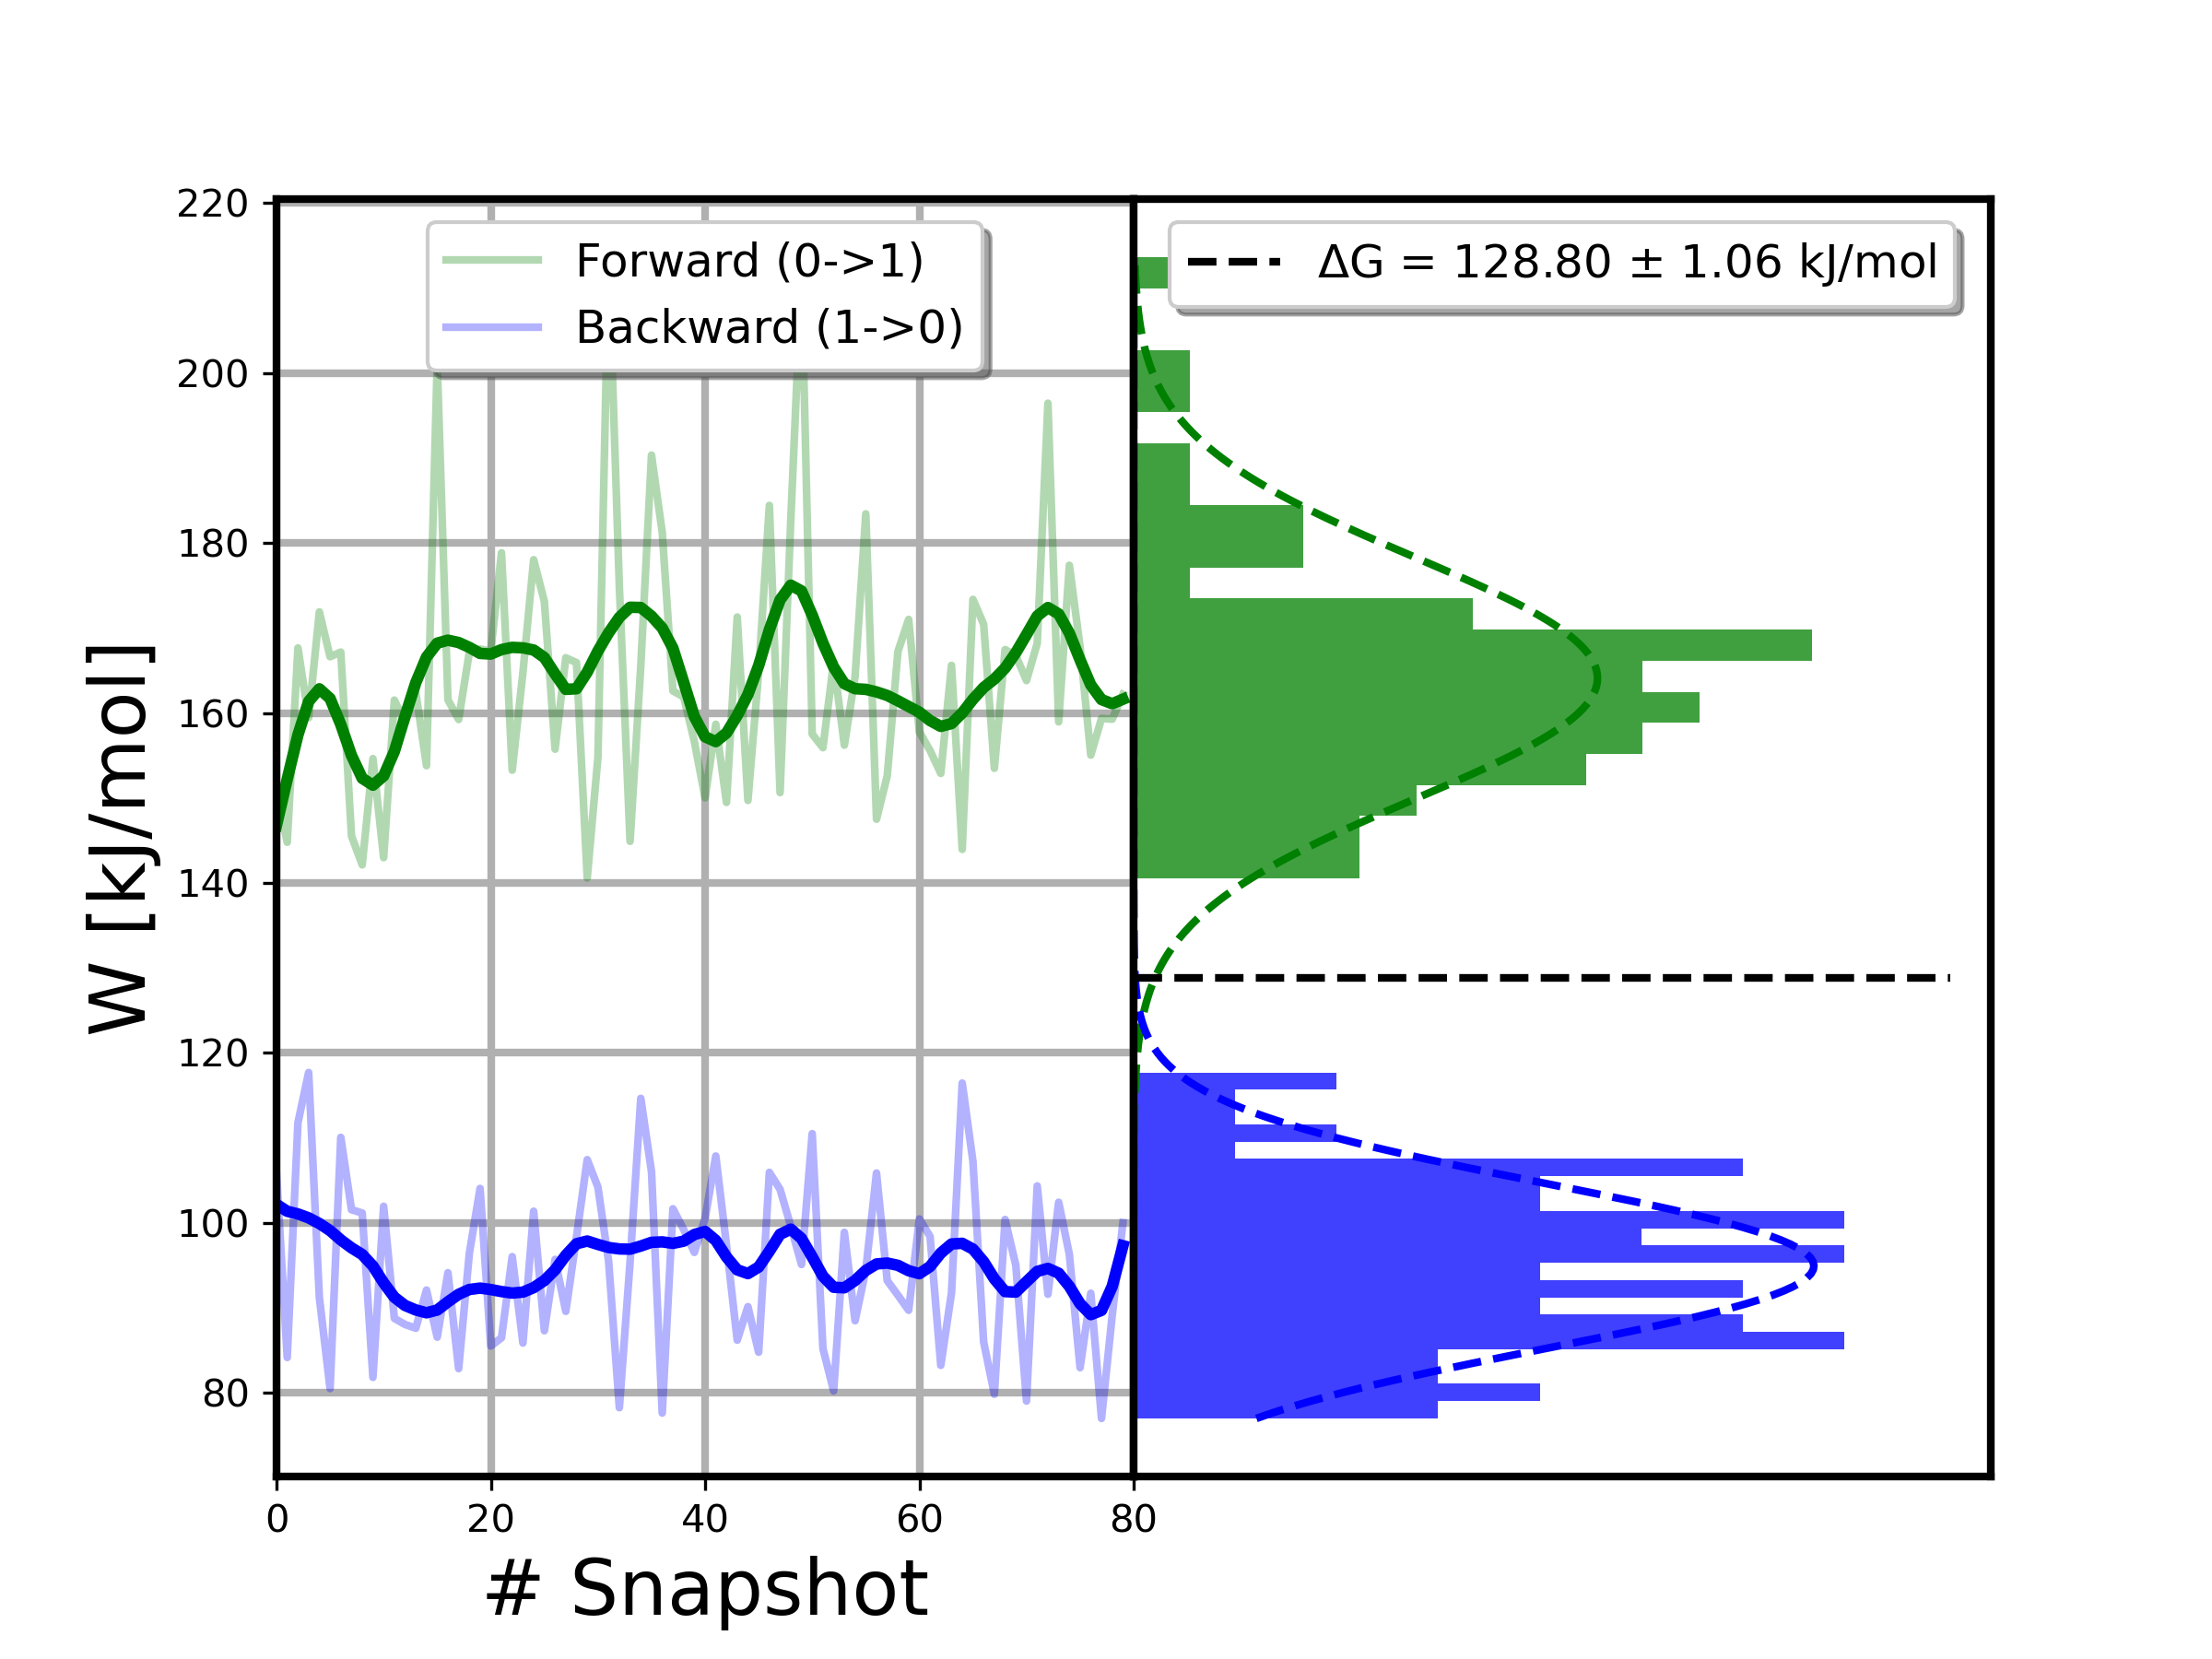 220
200
180
160
140
120
100
80
W [kJ/mol]
Forward (0->1)
Backward (1->0)
ΔG = 128.80 ± 1.06 kJ/mol
0 20 40 60 80
# Snapshot